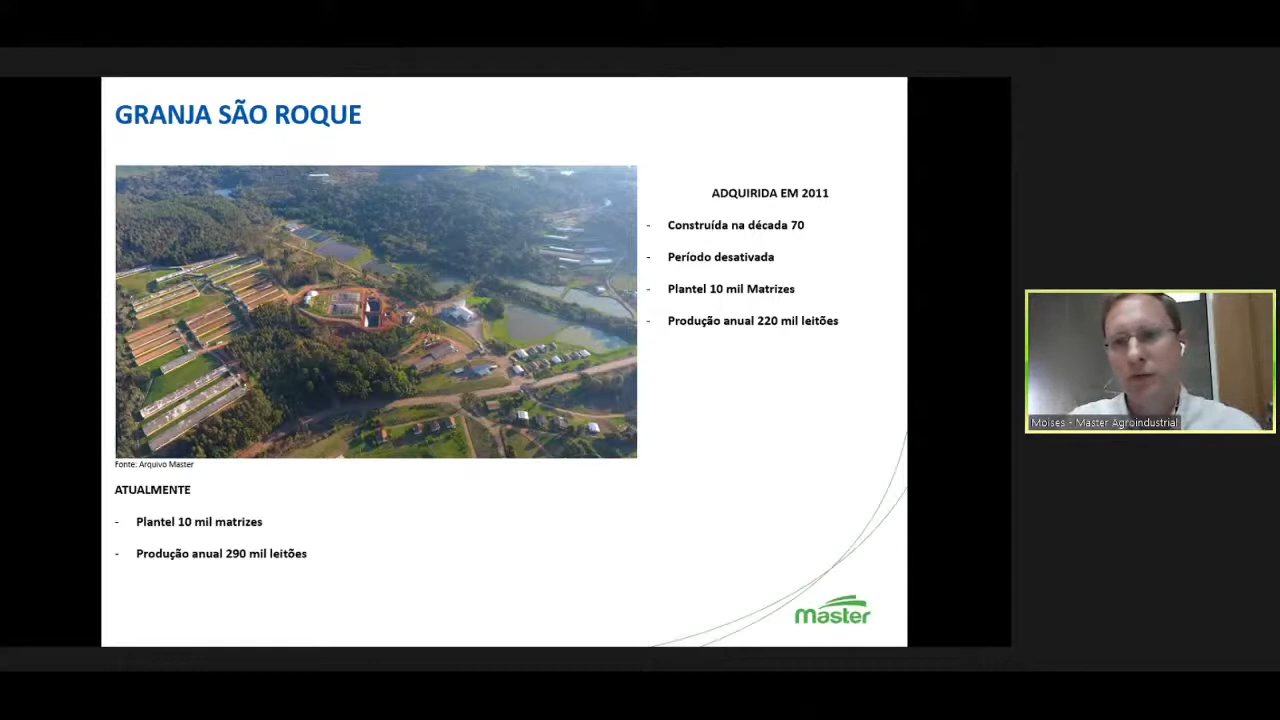 GRANJA SÃO ROQUE
ADQUIRIDA EM 2011
- Construída na década 70
- Período desativada
- Plantel 10 mil Matrizes
- Produção anual 220 mil leitões
Fonte: Arquivo Master
ATUALMENTE
- Plantel 10 mil matrizes
- Produção anual 290 mil leitões
master
Moises - Master Agroindustrial